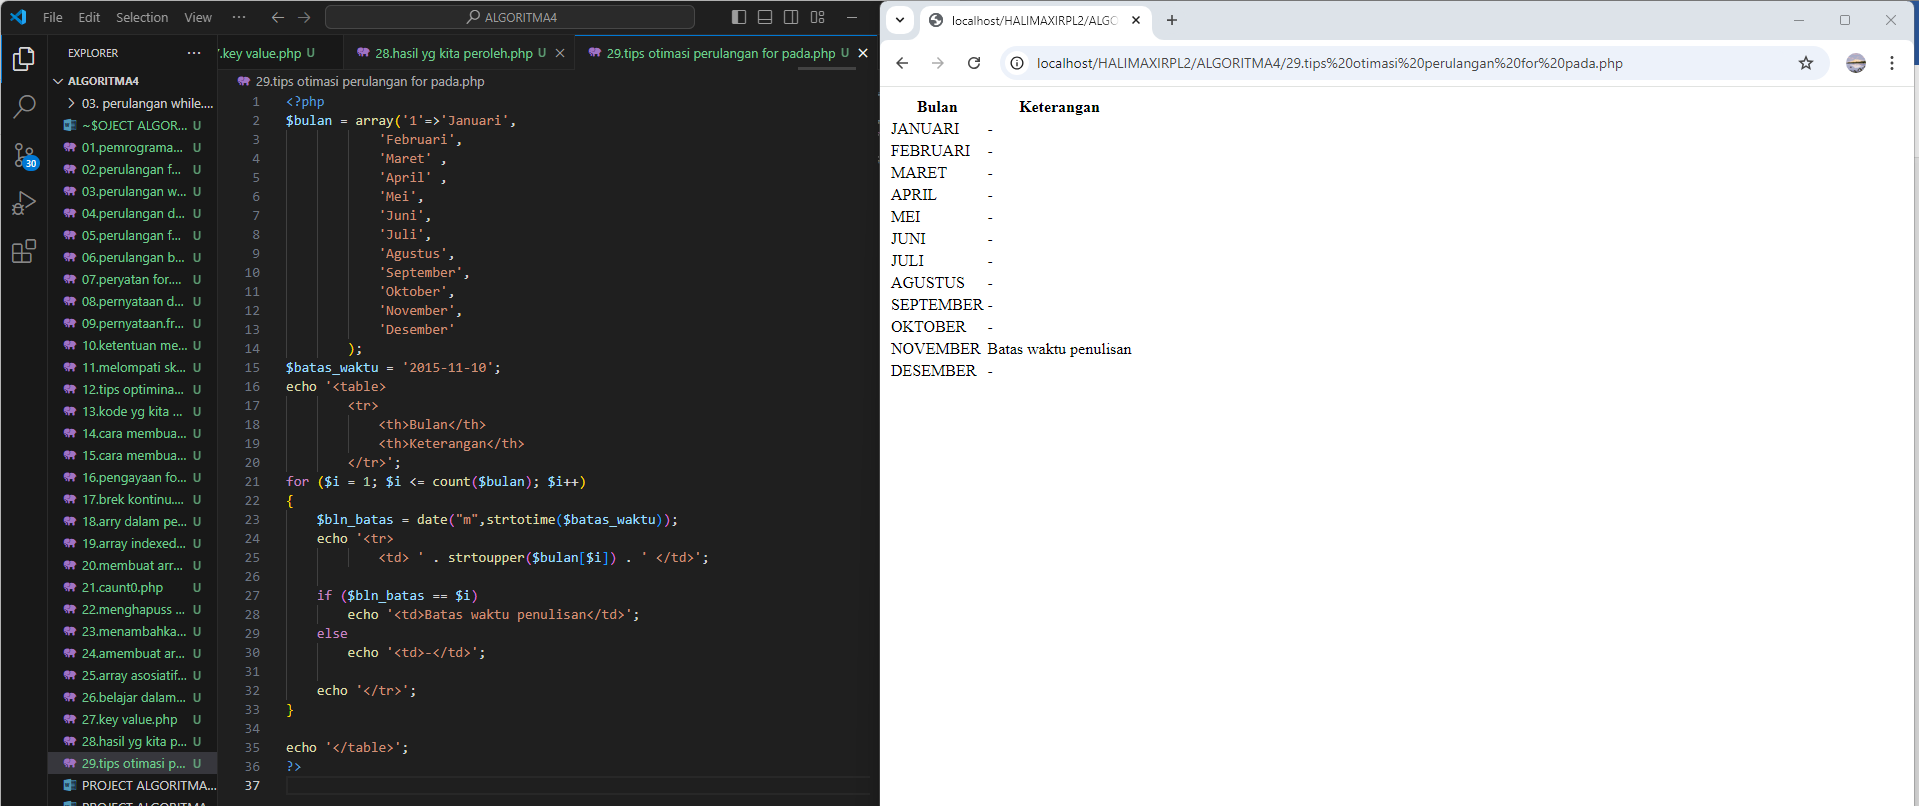 File Edit Selection View ··· ALGORITMA4
EXPLORER ···
ALGORITMA4
03. perulangan while....
~$OJECT ALGOR... U
01.pemrograma... U
02.perulangan f... U
03.perulangan w... U
04.perulangan d... U
05.perulangan f... U
06.perulangan b... U
07.peryatan for.... U
08.pernyataan d... U
09.pernyataan.fr... U
10.ketentuan me... U
11.melompati sk... U
12.tips optimina... U
13.kode yg kita ... U
14.cara membua... U
15.cara membua... U
16.pengayaan fo... U
17.brek kontinu.... U
18.arry dalam pe... U
19.array indexed... U
20.membuat arr... U
21.caunt0.php U
22.menghapuss ... U
23.menambahka... U
24.amembuat ar... U
25.array asosiatif... U
26.belajar dalam... U
27.key value.php U
28.hasil yg kita p... U
29.tips otimasi p... U
PROJECT ALGORITMA...
PROJECT ALGORITMA
30
.key value.php U 28.hasil yg kita peroleh.php U 29.tips otimasi perulangan for pada.php U
29.tips otimasi perulangan for pada.php
1 <?php
2 $bulan = array('1'=>'Januari',
3 'Februari',
4 'Maret' ,
5 'April' ,
6 'Mei',
7 'Juni',
8 'Juli',
9 'Agustus',
10 'September',
11 'Oktober',
12 'November',
13 'Desember'
14 );
15 $batas_waktu = '2015-11-10';
16 echo '<table>
17 <tr>
18 <th>Bulan</th>
19 <th>Keterangan</th>
20 </tr>';
21 for ($i = 1; $i <= count($bulan); $i++)
22 {
23 $bln_batas = date("m",strtotime($batas_waktu));
24 echo '<tr>
25 <td> ' . strtoupper($bulan[$i]) . ' </td>';
26
27 if ($bln_batas == $i)
28 echo '<td>Batas waktu penulisan</td>';
29 else
30 echo '<td>-</td>';
31
32 echo '</tr>';
33 }
34
35 echo '</table>';
36 ?>
37
localhost/HALIMAXIRPL2/ALGO
localhost/HALIMAXIRPL2/ALGORITMA4/29.tips%20otimasi%20perulangan%20for%20pada.php
Bulan Keterangan
JANUARI -
FEBRUARI -
MARET -
APRIL -
MEI -
JUNI -
JULI -
AGUSTUS -
SEPTEMBER -
OKTOBER -
NOVEMBER Batas waktu penulisan
DESEMBER -